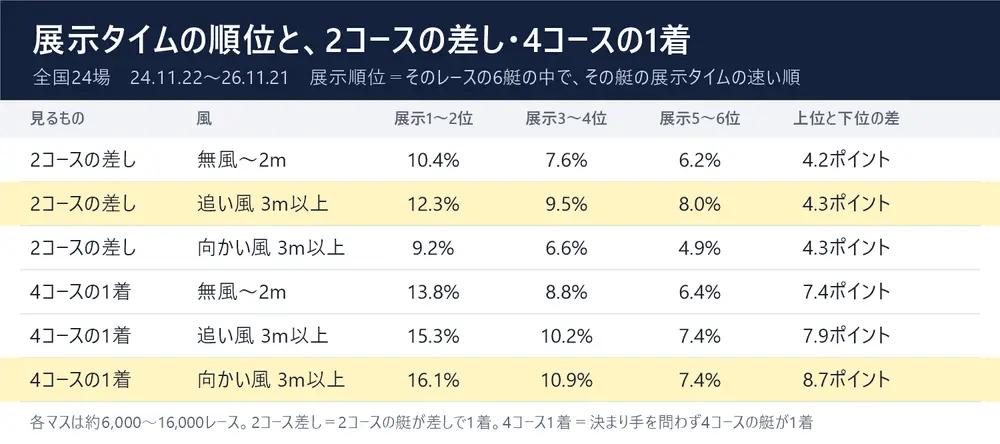 展示タイムの順位と、2コースの差し・4コースの1着
全国24場 24.11.22～26.11.21 展示順位＝そのレースの6艇の中で、その艇の展示タイムの速い順
見るもの 風 展示1～2位 展示3～4位 展示5～6位 上位と下位の差
2コースの差し 無風～2m 10.4% 7.6% 6.2% 4.2ポイント
2コースの差し 追い風 3m以上 12.3% 9.5% 8.0% 4.3ポイント
2コースの差し 向かい風 3m以上 9.2% 6.6% 4.9% 4.3ポイント
4コースの1着 無風～2m 13.8% 8.8% 6.4% 7.4ポイント
4コースの1着 追い風 3m以上 15.3% 10.2% 7.4% 7.9ポイント
4コースの1着 向かい風 3m以上 16.1% 10.9% 7.4% 8.7ポイント
各マスは約6,000～16,000レース。2コース差し＝2コースの艇が差しで1着。4コース1着＝決まり手を問わず4コースの艇が1着